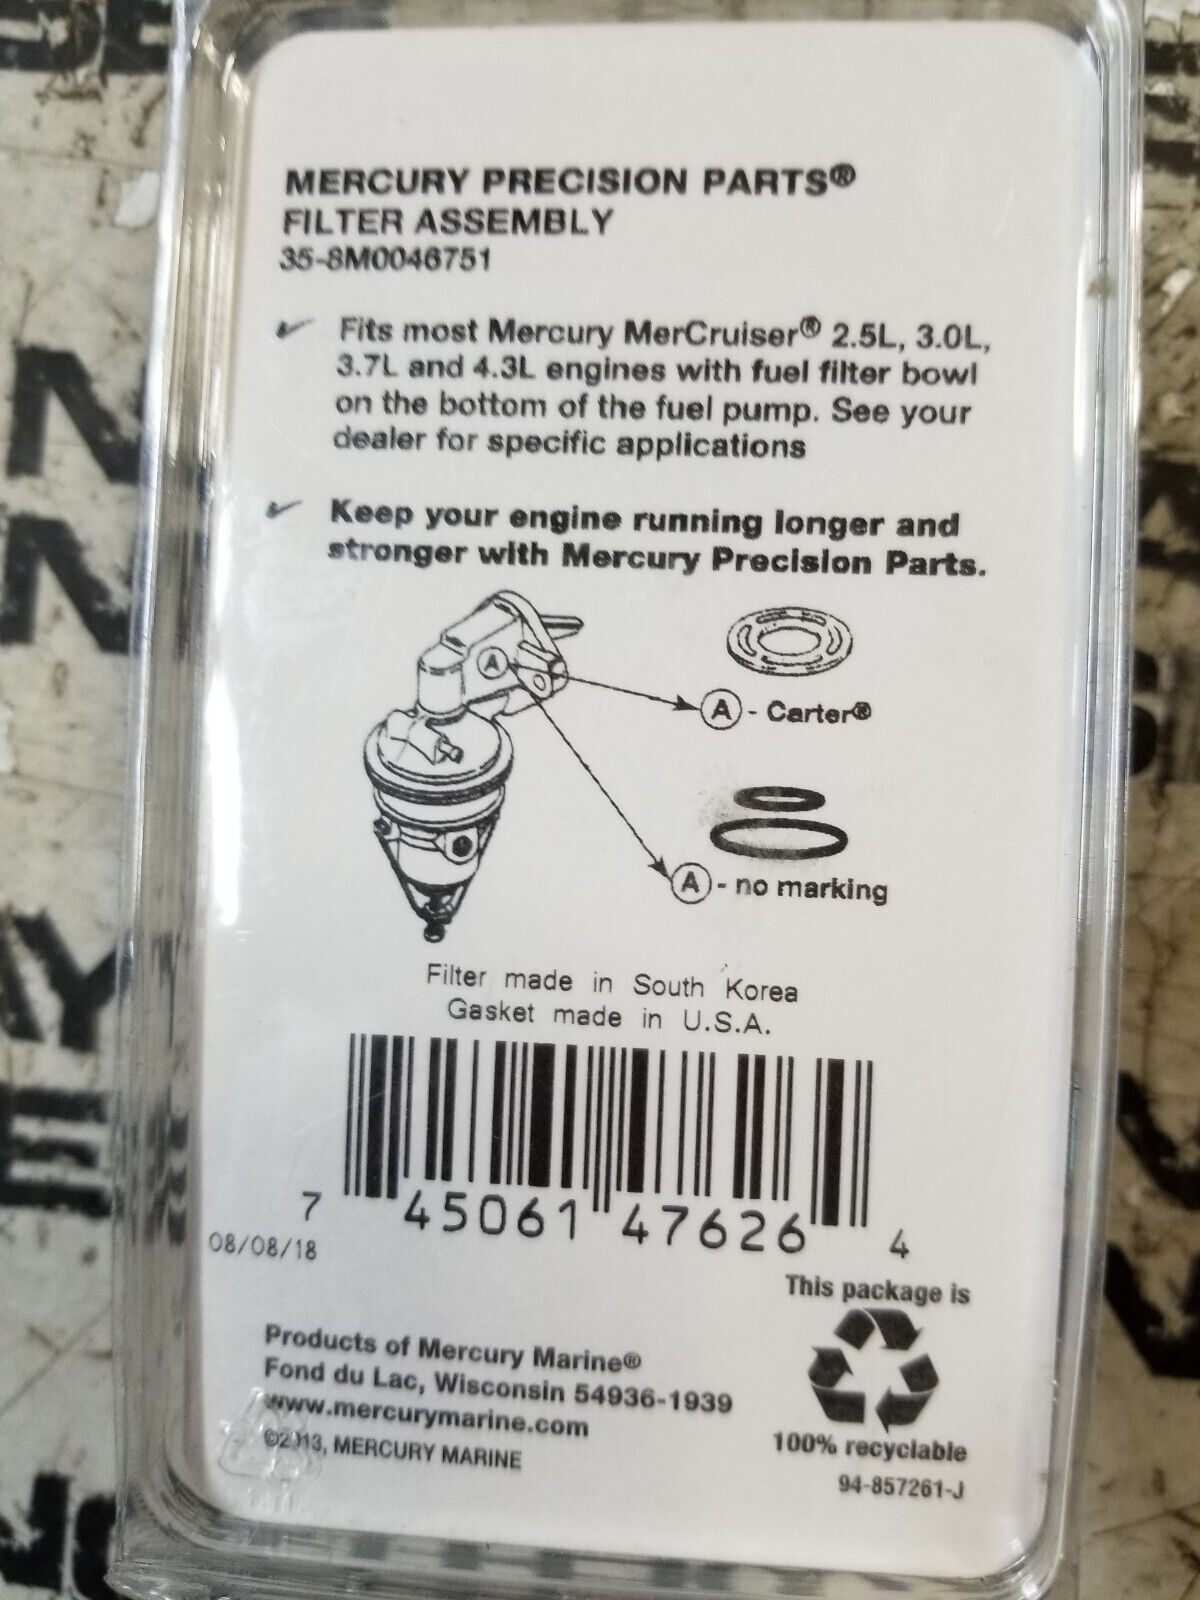 MERCURY PRECISION PARTS®
FILTER ASSEMBLY
35-8M0046751
Fits most Mercury MerCruiser® 2.5L, 3.0L,
3.7L and 4.3L engines with fuel filter bowl
on the bottom of the fuel pump. See your
dealer for specific applications
Keep your engine running longer and
stronger with Mercury Precision Parts.
A
A - Carter®
A - no marking
Filter made in South Korea
Gasket made in U.S.A.
7 45061 47626 4
08/08/18
This package is
100% recyclable
94-857261-J
Products of Mercury Marine®
Fond du Lac, Wisconsin 54936-1939
www.mercurymarine.com
©2013, MERCURY MARINE